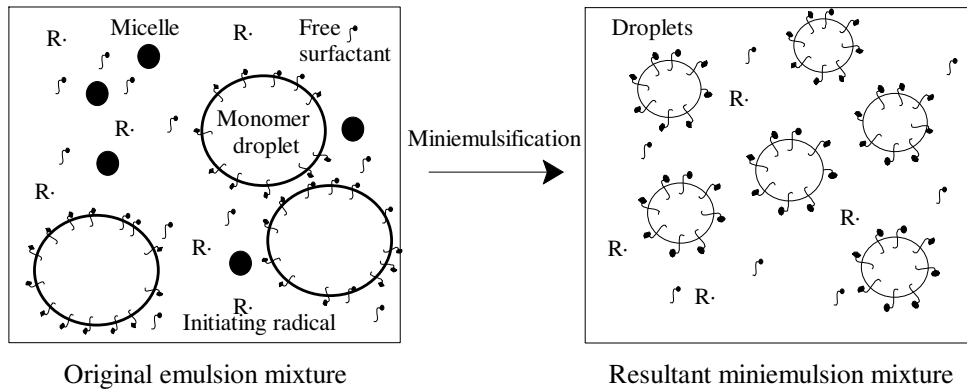 R·
Micelle
R·
Free
surfactant
R·
Monomer
droplet
R·
R·
R·
Initiating radical
Miniemulsification
Droplets
R·
R·
R·
R·
Original emulsion mixture
Resultant miniemulsion mixture